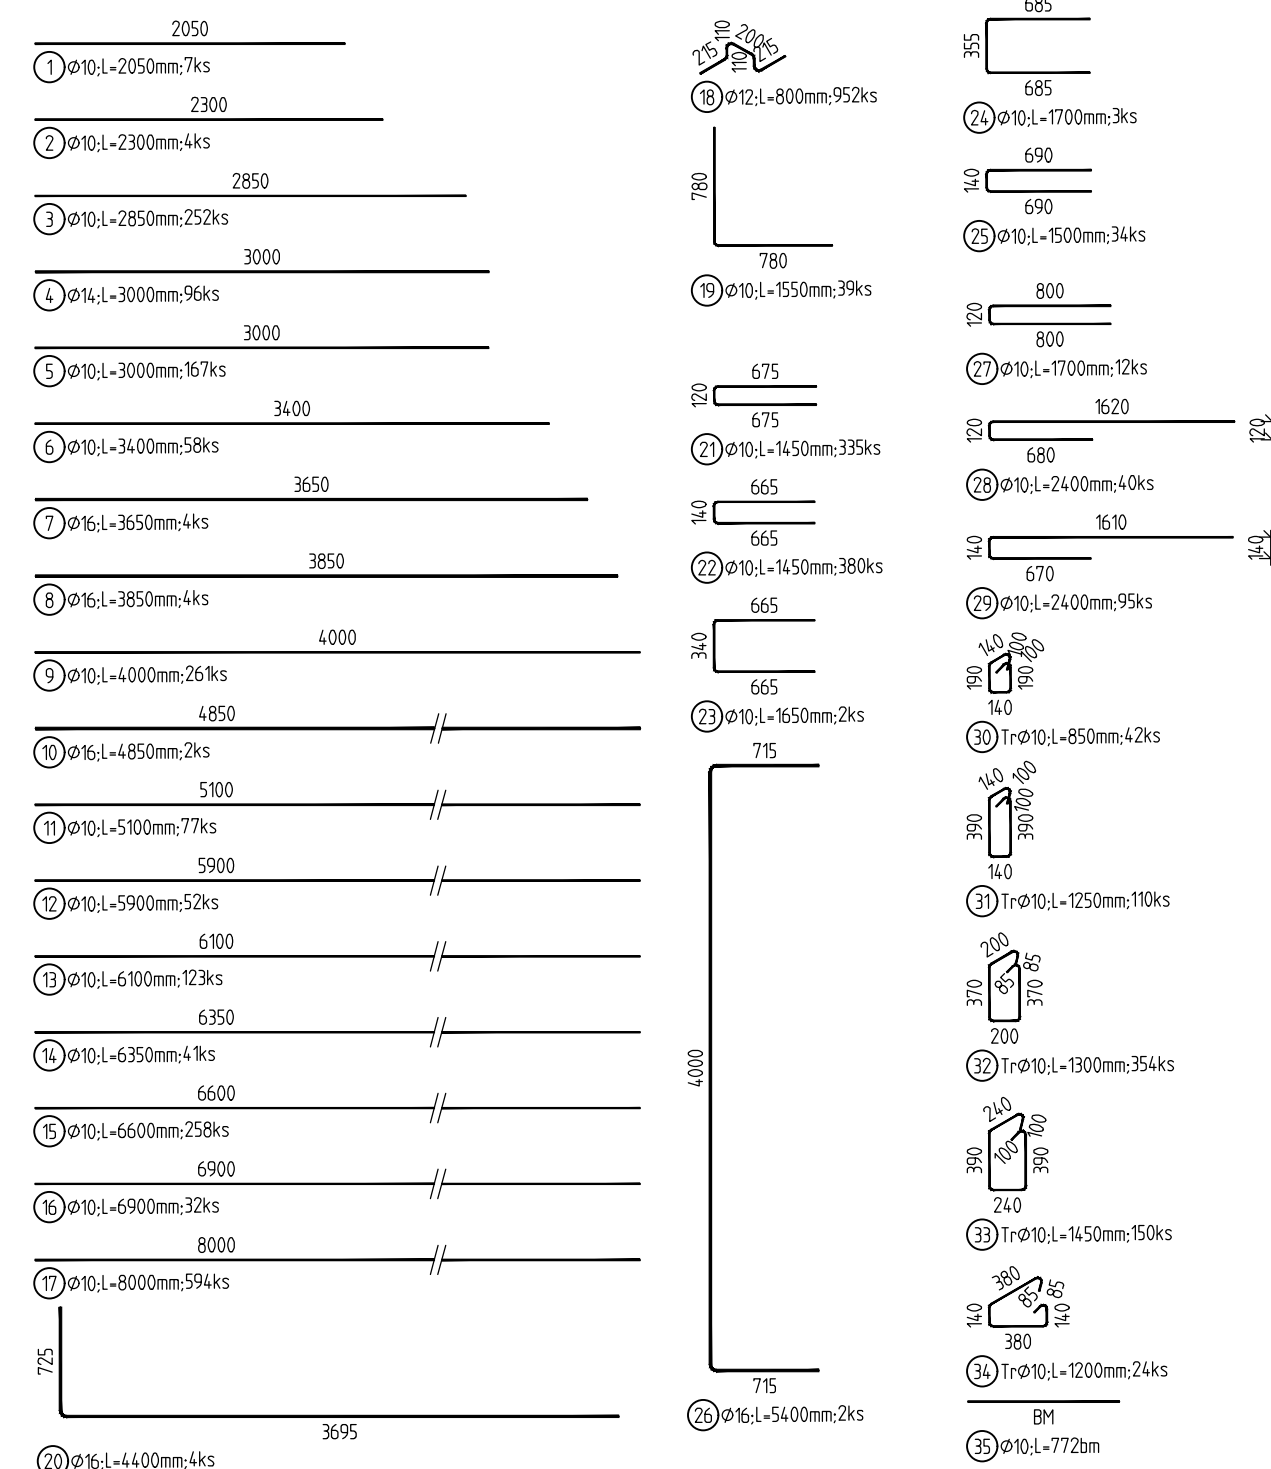 2050
1 Ø10;L=2050mm;7ks
2300
2 Ø10;L=2300mm;4ks
2850
3 Ø10;L=2850mm;252ks
3000
4 Ø14;L=3000mm;96ks
3000
5 Ø10;L=3000mm;167ks
3400
6 Ø10;L=3400mm;58ks
3650
7 Ø16;L=3650mm;4ks
3850
8 Ø16;L=3850mm;4ks
4000
9 Ø10;L=4000mm;261ks
4850
10 Ø16;L=4850mm;2ks
5100
11 Ø10;L=5100mm;77ks
5900
12 Ø10;L=5900mm;52ks
6100
13 Ø10;L=6100mm;123ks
6350
14 Ø10;L=6350mm;41ks
6600
15 Ø10;L=6600mm;258ks
6900
16 Ø10;L=6900mm;32ks
8000
17 Ø10;L=8000mm;594ks
725
3695
20 Ø16;L=4400mm;4ks
215
110
200
110
215
18 Ø12;L=800mm;952ks
780
780
19 Ø10;L=1550mm;39ks
675
120
675
21 Ø10;L=1450mm;335ks
665
140
665
22 Ø10;L=1450mm;380ks
665
340
665
23 Ø10;L=1650mm;2ks
715
4000
715
26 Ø16;L=5400mm;2ks
685
355
685
24 Ø10;L=1700mm;3ks
690
140
690
25 Ø10;L=1500mm;34ks
800
120
800
27 Ø10;L=1700mm;12ks
1620
120
120
680
28 Ø10;L=2400mm;40ks
1610
140
140
670
29 Ø10;L=2400mm;95ks
140
100
100
190
190
140
30 TrØ10;L=850mm;42ks
140
100
100
390
390
140
31 TrØ10;L=1250mm;110ks
200
85
85
370
370
200
32 TrØ10;L=1300mm;354ks
240
100
100
390
390
240
33 TrØ10;L=1450mm;150ks
380
85
85
140
140
380
34 TrØ10;L=1200mm;24ks
BM
35 Ø10;L=772bm